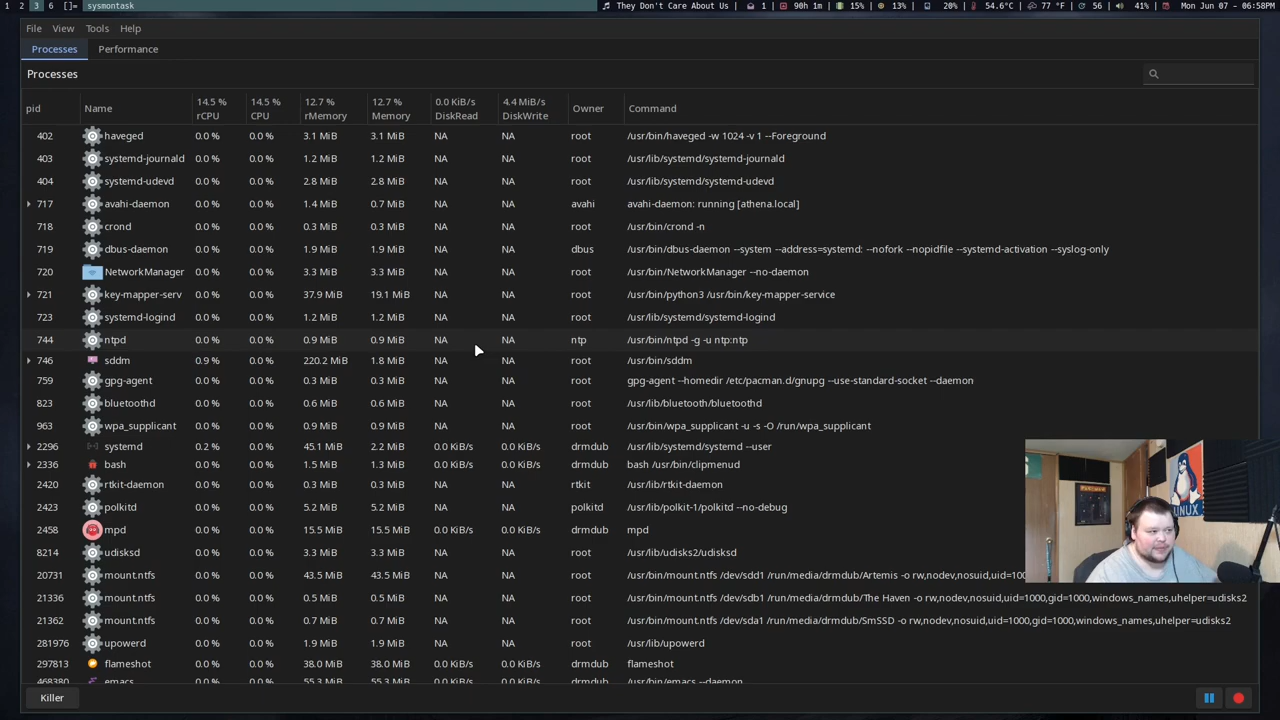 1 2 3 6 []= sysmontask They Don't Care About Us 1 90h 1m 15% 13% 20% 54.6°C 77 °F 56 41% Mon Jun 07 06:58PM
File View Tools Help
Processes Performance
Processes
14.5 % 14.5 % 12.7 % 12.7 % 0.0 KiB/s 4.4 MiB/s
pid Name rCPU CPU rMemory Memory DiskRead DiskWrite Owner Command
402 haveged 0.0 % 0.0 % 3.1 MiB 3.1 MiB NA NA root /usr/bin/haveged -w 1024 -v 1 --Foreground
403 systemd-journald 0.0 % 0.0 % 1.2 MiB 1.2 MiB NA NA root /usr/lib/systemd/systemd-journald
404 systemd-udevd 0.0 % 0.0 % 2.8 MiB 2.8 MiB NA NA root /usr/lib/systemd/systemd-udevd
717 avahi-daemon 0.0 % 0.0 % 1.4 MiB 0.7 MiB NA NA avahi avahi-daemon: running [athena.local]
718 crond 0.0 % 0.0 % 0.3 MiB 0.3 MiB NA NA root /usr/bin/crond -n
719 dbus-daemon 0.0 % 0.0 % 1.9 MiB 1.9 MiB NA NA dbus /usr/bin/dbus-daemon --system --address=systemd: --nofork --nopidfile --systemd-activation --syslog-only
720 NetworkManager 0.0 % 0.0 % 3.3 MiB 3.3 MiB NA NA root /usr/bin/NetworkManager --no-daemon
721 key-mapper-serv 0.0 % 0.0 % 37.9 MiB 19.1 MiB NA NA root /usr/bin/python3 /usr/bin/key-mapper-service
723 systemd-logind 0.0 % 0.0 % 1.2 MiB 1.2 MiB NA NA root /usr/lib/systemd/systemd-logind
744 ntpd 0.0 % 0.0 % 0.9 MiB 0.9 MiB NA NA ntp /usr/bin/ntpd -g -u ntp:ntp
746 sddm 0.9 % 0.0 % 220.2 MiB 1.8 MiB NA NA root /usr/bin/sddm
759 gpg-agent 0.0 % 0.0 % 0.3 MiB 0.3 MiB NA NA root gpg-agent --homedir /etc/pacman.d/gnupg --use-standard-socket --daemon
823 bluetoothd 0.0 % 0.0 % 0.6 MiB 0.6 MiB NA NA root /usr/lib/bluetooth/bluetoothd
963 wpa_supplicant 0.0 % 0.0 % 0.9 MiB 0.9 MiB NA NA root /usr/bin/wpa_supplicant -u -s -O /run/wpa_supplicant
2296 systemd 0.2 % 0.0 % 45.1 MiB 2.2 MiB 0.0 KiB/s 0.0 KiB/s drmdub /usr/lib/systemd/systemd --user
2336 bash 0.0 % 0.0 % 1.5 MiB 1.3 MiB 0.0 KiB/s 0.0 KiB/s drmdub bash /usr/bin/clipmenud
2420 rtkit-daemon 0.0 % 0.0 % 0.3 MiB 0.3 MiB NA NA rtkit /usr/lib/rtkit-daemon
2423 polkitd 0.0 % 0.0 % 5.2 MiB 5.2 MiB NA NA polkitd /usr/lib/polkit-1/polkitd --no-debug
2458 mpd 0.0 % 0.0 % 15.5 MiB 15.5 MiB 0.0 KiB/s 0.0 KiB/s drmdub mpd
8214 udisksd 0.0 % 0.0 % 3.3 MiB 3.3 MiB NA NA root /usr/lib/udisks2/udisksd
20731 mount.ntfs 0.0 % 0.0 % 43.5 MiB 43.5 MiB NA NA root /usr/bin/mount.ntfs /dev/sdd1 /run/media/drmdub/Artemis -o rw,nodev,nosuid,uid=100
21336 mount.ntfs 0.0 % 0.0 % 0.5 MiB 0.5 MiB NA NA root /usr/bin/mount.ntfs /dev/sdb1 /run/media/drmdub/The Haven -o rw,nodev,nosuid,uid=1000,gid=1000,windows_names,uhelper=udisks2
21362 mount.ntfs 0.0 % 0.0 % 0.7 MiB 0.7 MiB NA NA root /usr/bin/mount.ntfs /dev/sda1 /run/media/drmdub/SmSSD -o rw,nodev,nosuid,uid=1000,gid=1000,windows_names,uhelper=udisks2
281976 upowerd 0.0 % 0.0 % 1.9 MiB 1.9 MiB NA NA root /usr/lib/upowerd
297813 flameshot 0.0 % 0.0 % 38.0 MiB 38.0 MiB 0.0 KiB/s 0.0 KiB/s drmdub flameshot
468380 emacs 0.0 % 0.0 % 55.3 MiB 55.3 MiB 0.0 KiB/s 0.0 KiB/s drmdub /usr/bin/emacs --daemon
LINUX
Killer